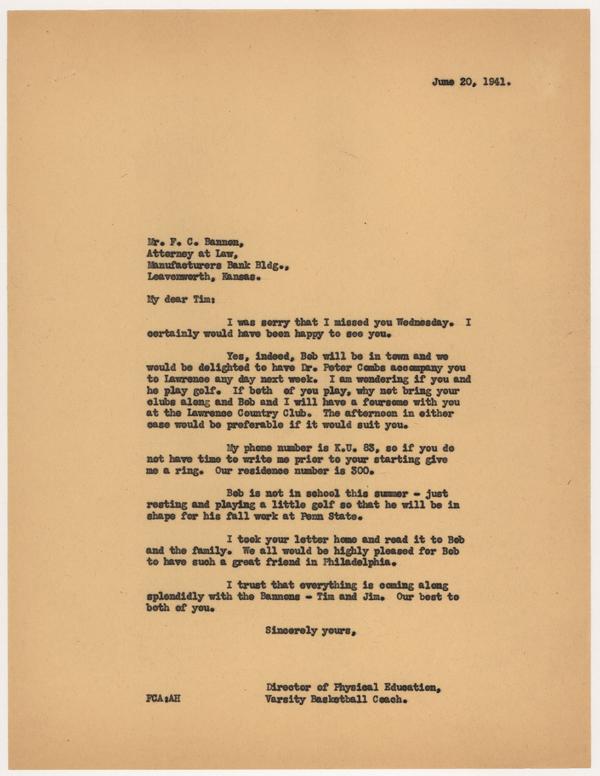 June 20, 1941.
Mr. F. C. Bannon,
Attorney at Law,
Manufacturers Bank Bldg.,
Leavenworth, Kansas.
My dear Tim:
I was sorry that I missed you Wednesday. I
certainly would have been happy to see you.
Yes, indeed, Bob will be in town and we
would be delighted to have Dr. Peter Combs accompany you
to Lawrence any day next week. I am wondering if you and
he play golf. If both of you play, why not bring your
clubs along and Bob and I will have a foursome with you
at the Lawrence Country Club. The afternoon in either
case would be preferable if it would suit you.
My phone number is K.U. 83, so if you do
not have time to write me prior to your starting give
me a ring. Our residence number is 300.
Bob is not in school this summer - just
resting and playing a little golf so that he will be in
shape for his fall work at Penn State.
I took your letter home and read it to Bob
and the family. We all would be highly pleased for Bob
to have such a great friend in Philadelphia.
I trust that everything is coming along
splendidly with the Bannons - Tim and Jim. Our best to
both of you.
Sincerely yours,
Director of Physical Education,
FCA:AH Varsity Basketball Coach.